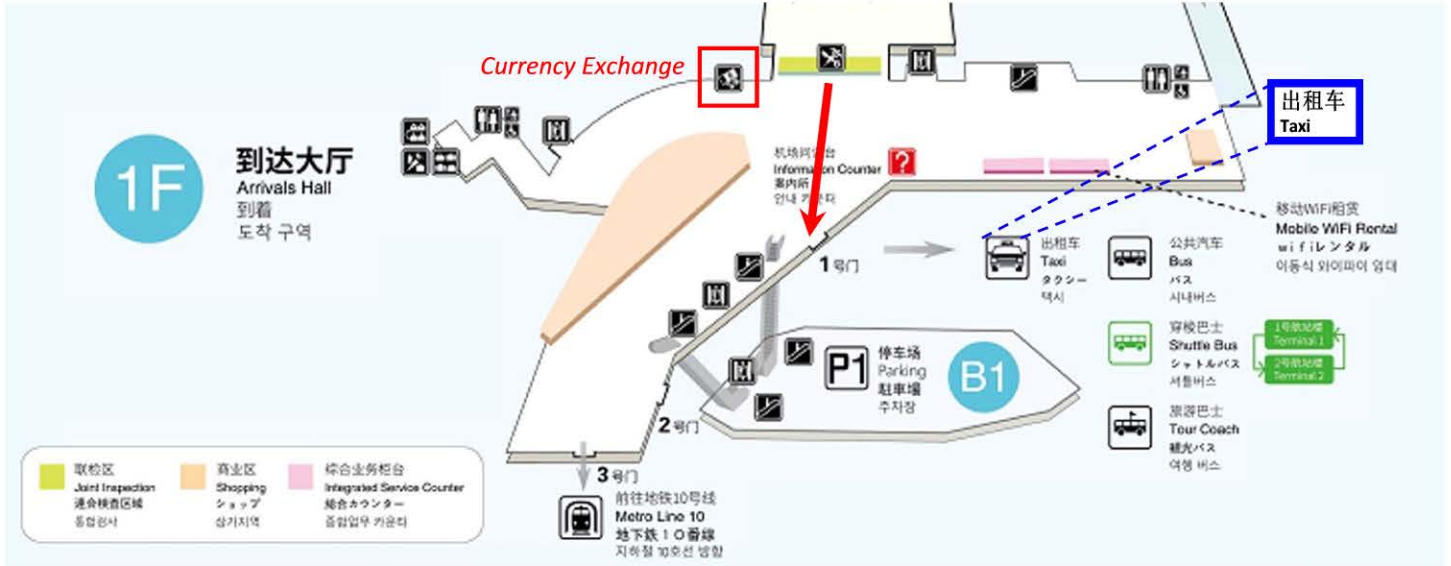 Currency Exchange
1F
到达大厅
Arrivals Hall
到着
도착 구역
Information Counter
案内所
안내 카운터
?
出租车
Taxi
移动WiFi租赁
Mobile WiFi Rental
wifiレンタル
이동식 와이파이 임대
1号门
出租车
Taxi
タクシー
택시
公共汽车
Bus
バス
시내버스
穿梭巴士
Shuttle Bus
シャトルバス
셔틀버스
1号航站楼
Terminal 1
2号航站楼
Terminal 2
旅游巴士
Tour Coach
観光バス
여행 버스
P1
停车场
Parking
駐車場
주차장
B1
2号门
3号门
前往地铁10号线
Metro Line 10
地下鉄10番線
지하철 10호선 방향
联检区
Joint Inspection
連合検査区域
통합검사
商业区
Shopping
ショップ
상가지역
综合业务柜台
Integrated Service Counter
総合カウンター
종합업무 카운터